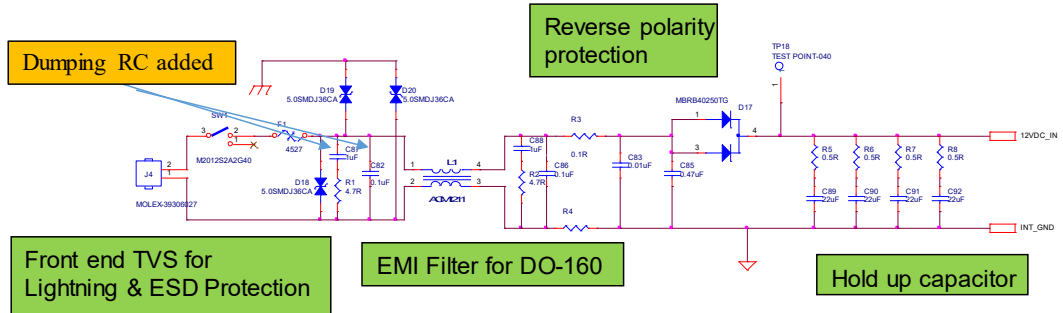 Reverse polarity
protection
Dumping RC added
TP18
TEST POINT-040
D19
5.0SMDJ36CA
D20
5.0SMDJ36CA
MBRB40250TG
D17
SW1
3
2
F1
4527
M2012S2A2G40
2
1
J4
MOLEX-39306027
D18
5.0SMDJ36CA
C81
1uF
R1
4.7R
C82
0.1uF
1
2
L1
4
3
ACM1211
C88
1uF
R2
4.7R
C86
0.1uF
R3
0.1R
R4
C83
0.01uF
C85
0.47uF
1
3
4
1
12VDC_IN
R5
0.5R
R6
0.5R
R7
0.5R
R8
0.5R
C89
22uF
C90
22uF
C91
22uF
C92
22uF
INT_GND
Front end TVS for
Lightning & ESD Protection
EMI Filter for DO-160
Hold up capacitor